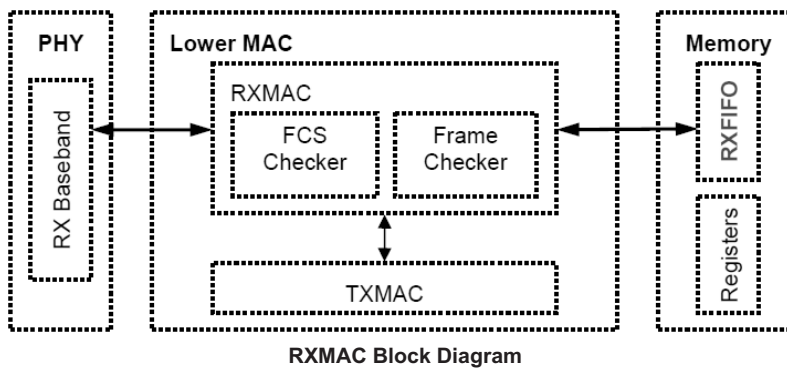 PHY
Lower MAC
Memory
RX Baseband
RXMAC
FCS
Checker
Frame
Checker
TXMAC
RXFIFO
Registers
RXMAC Block Diagram